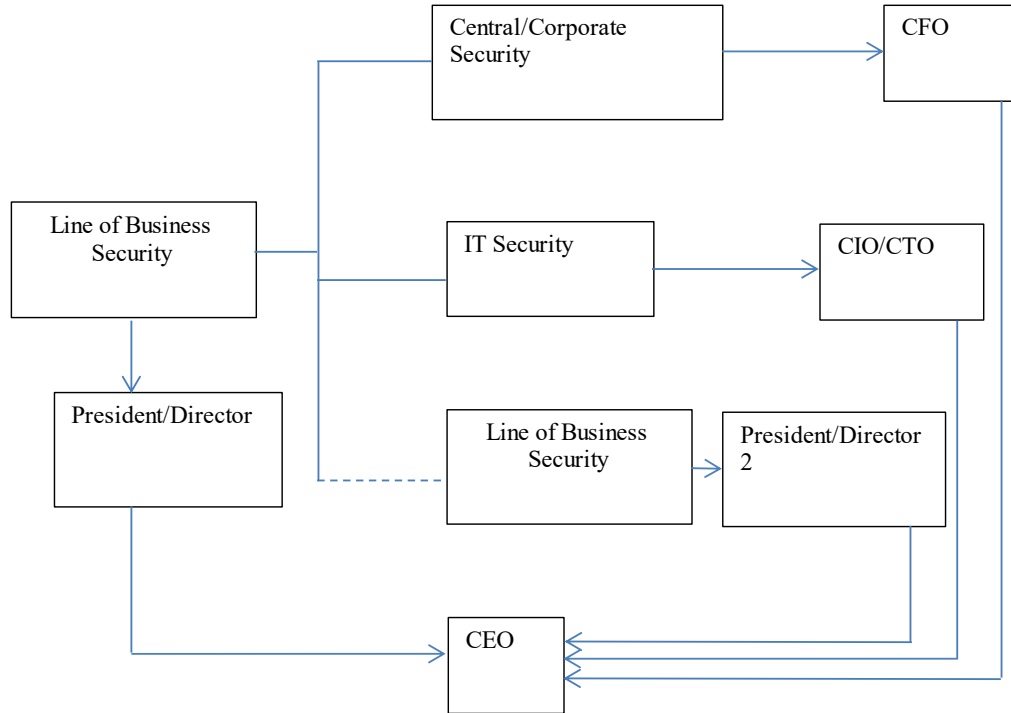 Central/Corporate
Security
CFO
Line of Business
Security
IT Security
CIO/CTO
President/Director
Line of Business
Security
President/Director
2
CEO